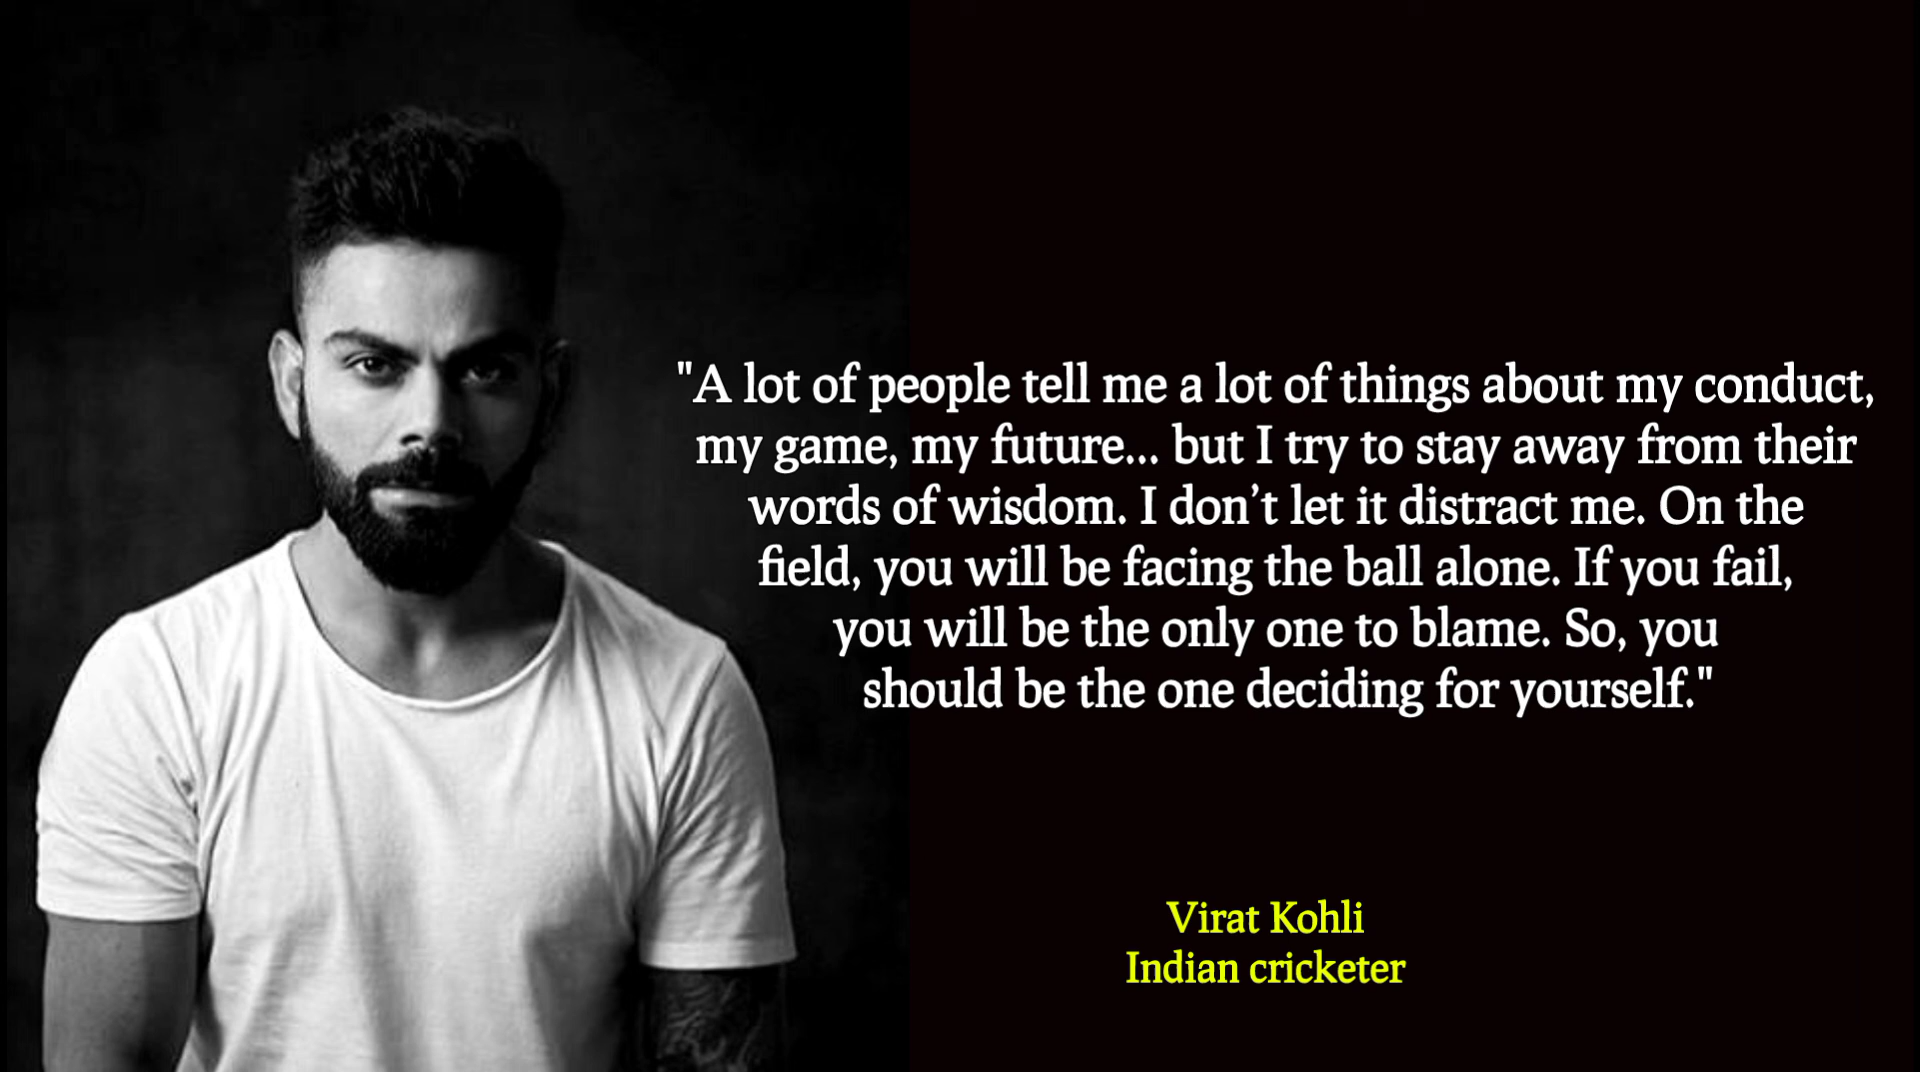 "A lot of people tell me a lot of things about my conduct,
my game, my future... but I try to stay away from their
words of wisdom. I don’t let it distract me. On the
field, you will be facing the ball alone. If you fail,
you will be the only one to blame. So, you
should be the one deciding for yourself."
Virat Kohli
Indian cricketer